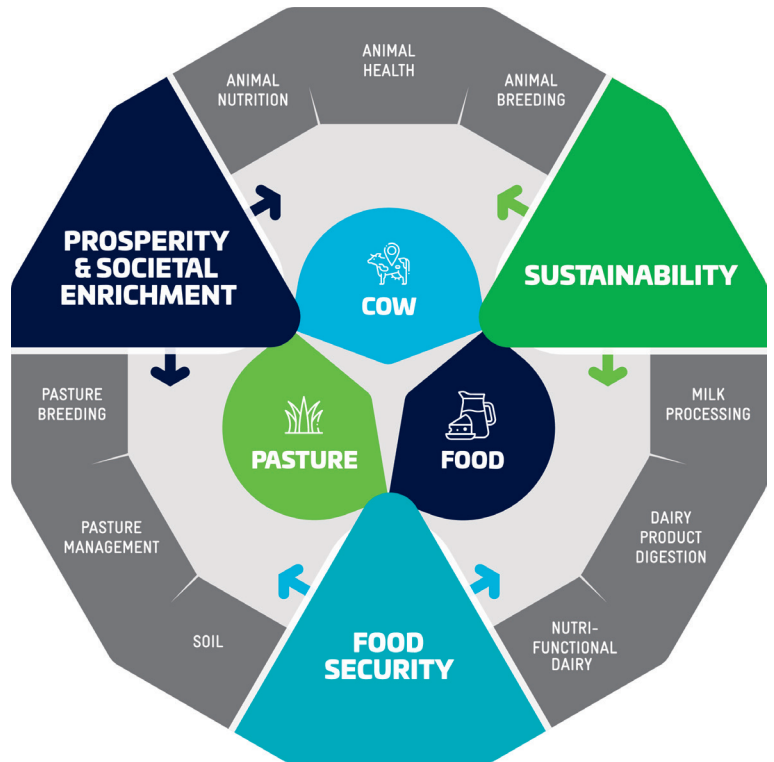 ANIMAL
HEALTH
ANIMAL
NUTRITION
ANIMAL
BREEDING
PROSPERITY
& SOCIETAL
ENRICHMENT
SUSTAINABILITY
COW
PASTURE
BREEDING
MILK
PROCESSING
PASTURE
FOOD
PASTURE
MANAGEMENT
DAIRY
PRODUCT
DIGESTION
SOIL
FOOD
SECURITY
NUTRI-
FUNCTIONAL
DAIRY